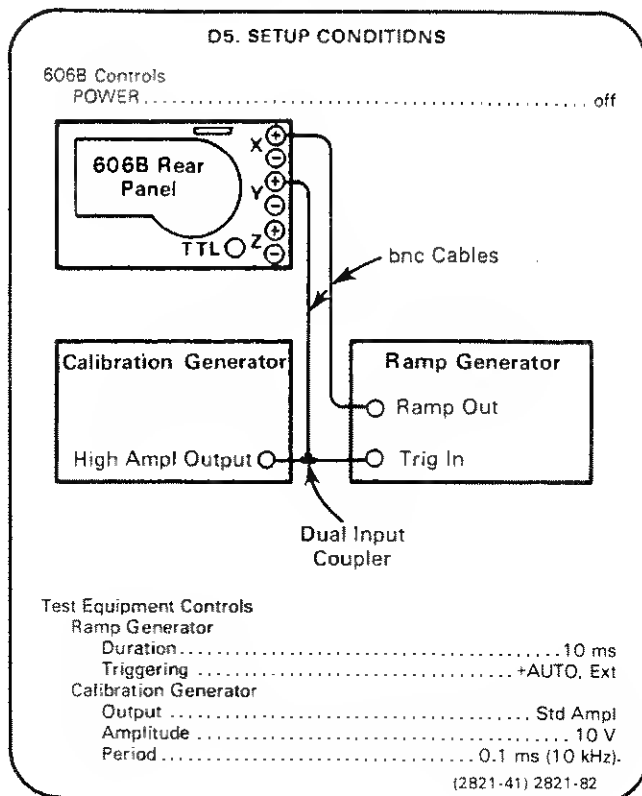 D5. SETUP CONDITIONS
606B Controls
POWER.......................................................off
606B Rear
Panel
X
Y
Z
TTL
+
−
+
−
+
−
bnc Cables
Calibration Generator
High Ampl Output
Ramp Generator
Ramp Out
Trig In
Dual Input
Coupler
Test Equipment Controls
Ramp Generator
Duration....................................10 ms
Triggering............................+AUTO, Ext
Calibration Generator
Output..................................Std Ampl
Amplitude...................................10 V
Period............................0.1 ms (10 kHz).
(2821-41) 2821-82